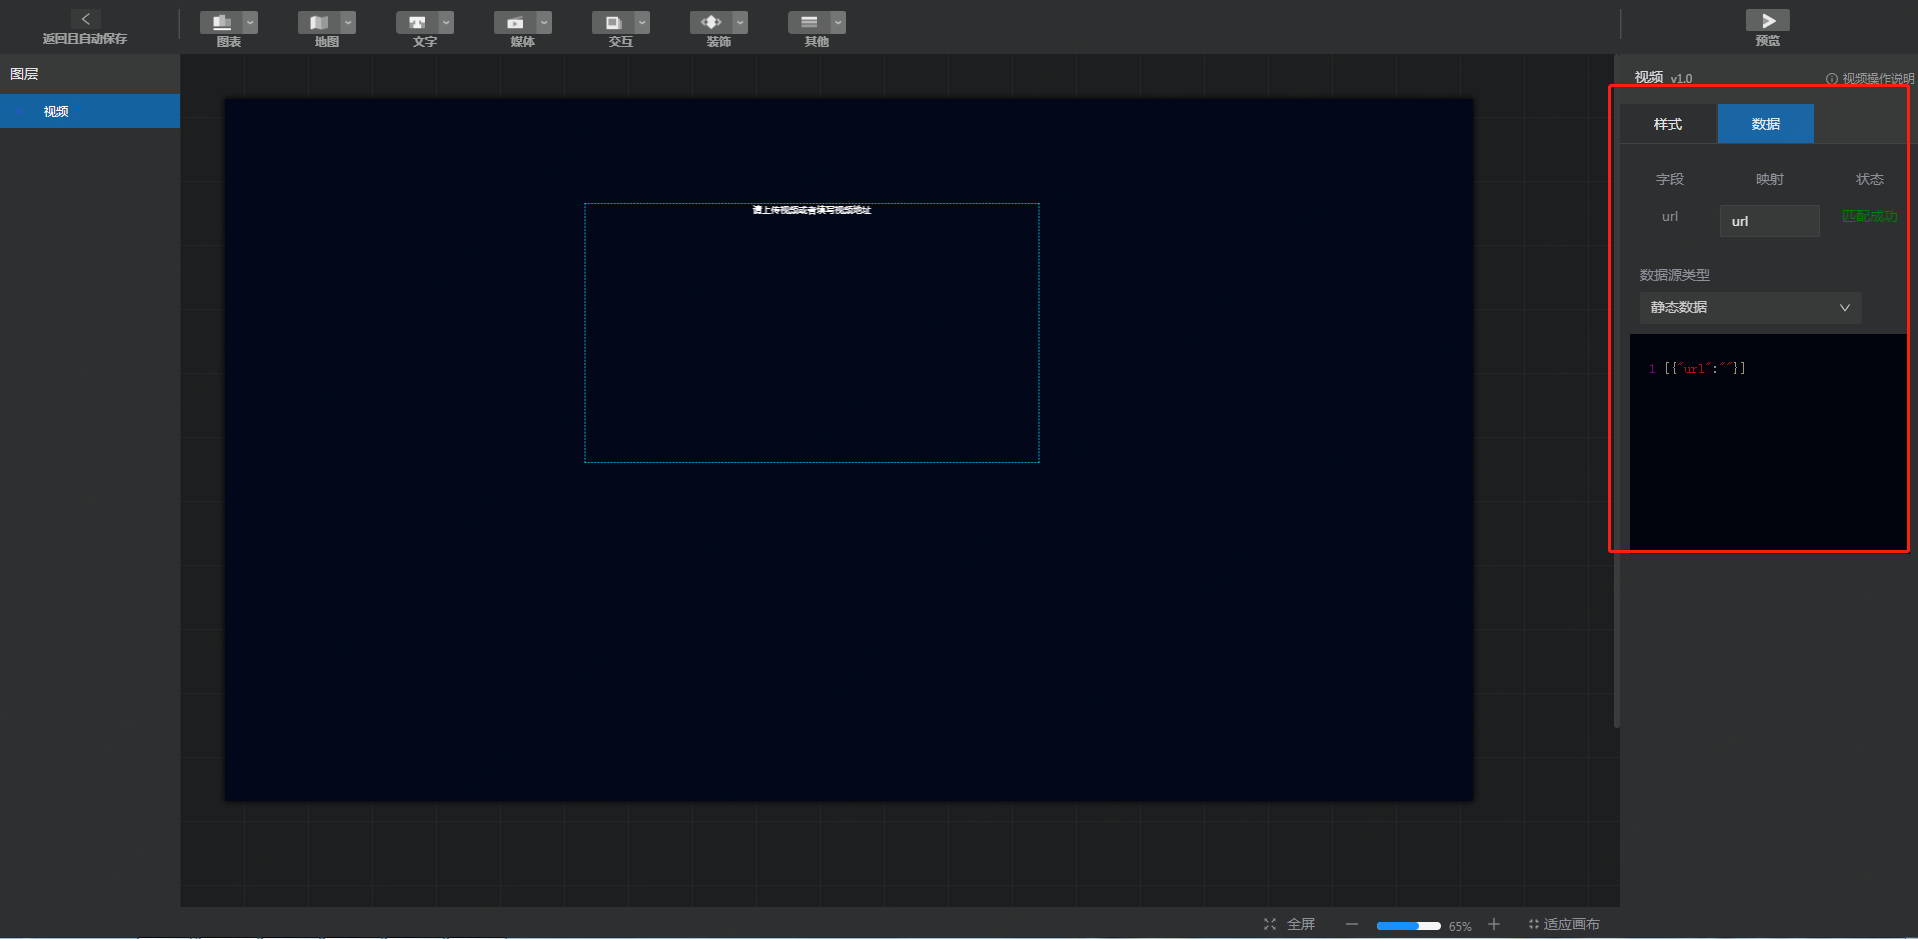 返回且自动保存
图表
地图
文字
媒体
交互
装饰
其他
预览
图层
视频
请上传视频或者填写视频地址
视频 v1.0
视频操作说明
样式 数据
字段 映射 状态
url url 匹配成功
数据源类型
静态数据
1 [{"url":""}]
全屏
65%
适应画布